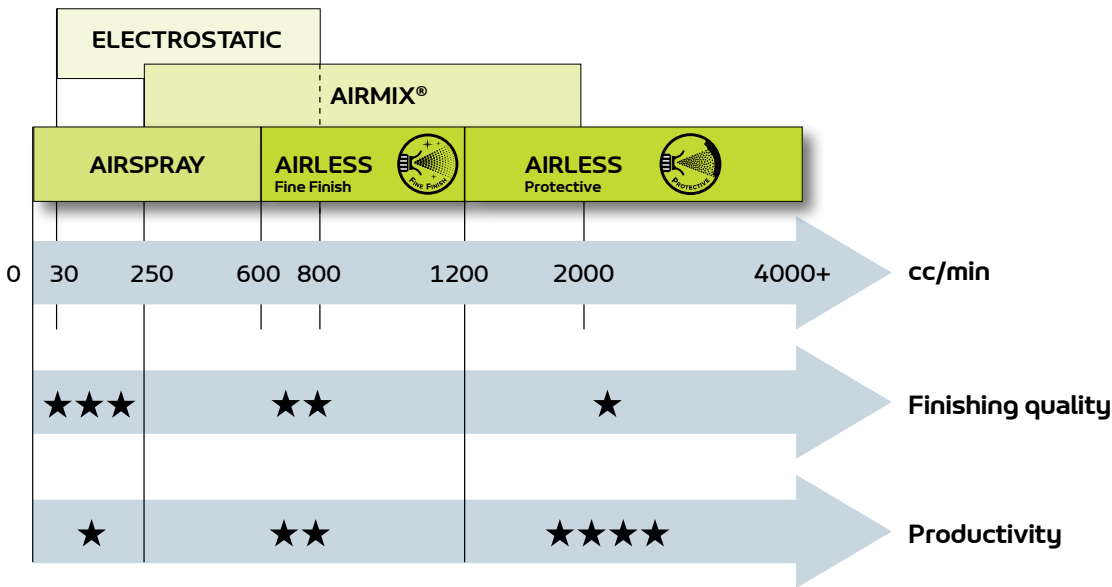 ELECTROSTATIC
AIRMIX®
AIRSPRAY
AIRLESS
Fine Finish
FINE FINISH
AIRLESS
Protective
PROTECTIVE
0 30 250 600 800 1200 2000 4000+ cc/min
★★★ ★★ ★ Finishing quality
★ ★★ ★★★★ Productivity